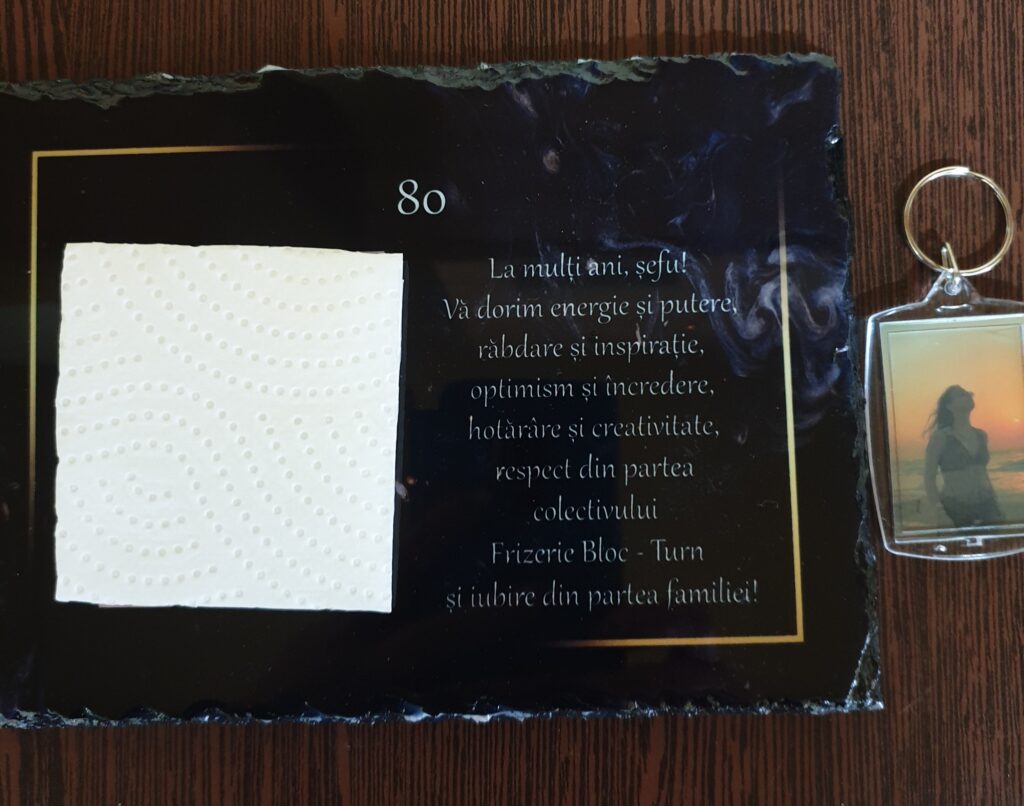 80
La mulți ani, șefu!
Vă dorim energie și putere,
răbdare și inspirație,
optimism și încredere,
hotărâre și creativitate,
respect din partea
colectivului
Frizerie Bloc - Turn
și iubire din partea familiei!